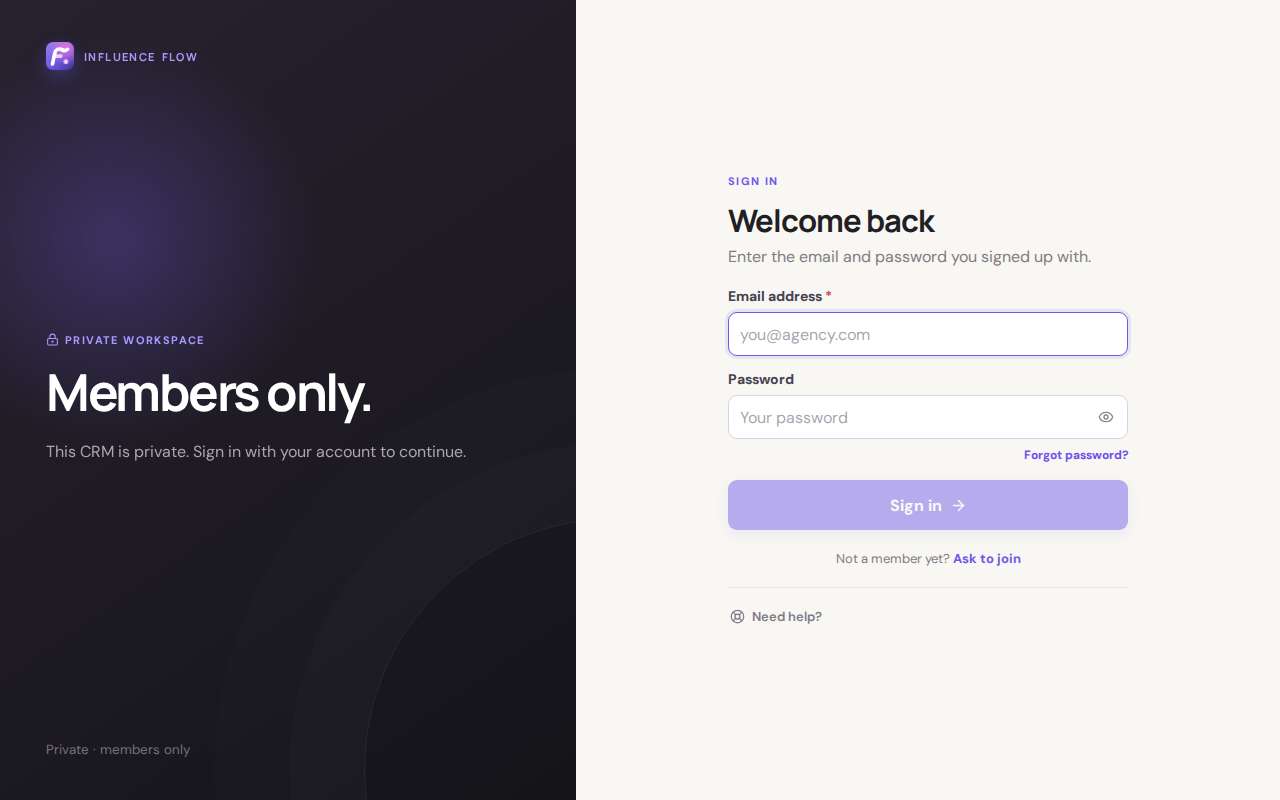 INFLUENCE FLOW
PRIVATE WORKSPACE
Members only.
This CRM is private. Sign in with your account to continue.
Private · members only
SIGN IN
Welcome back
Enter the email and password you signed up with.
Email address *
you@agency.com
Password
Your password
Forgot password?
Sign in →
Not a member yet? Ask to join
Need help?